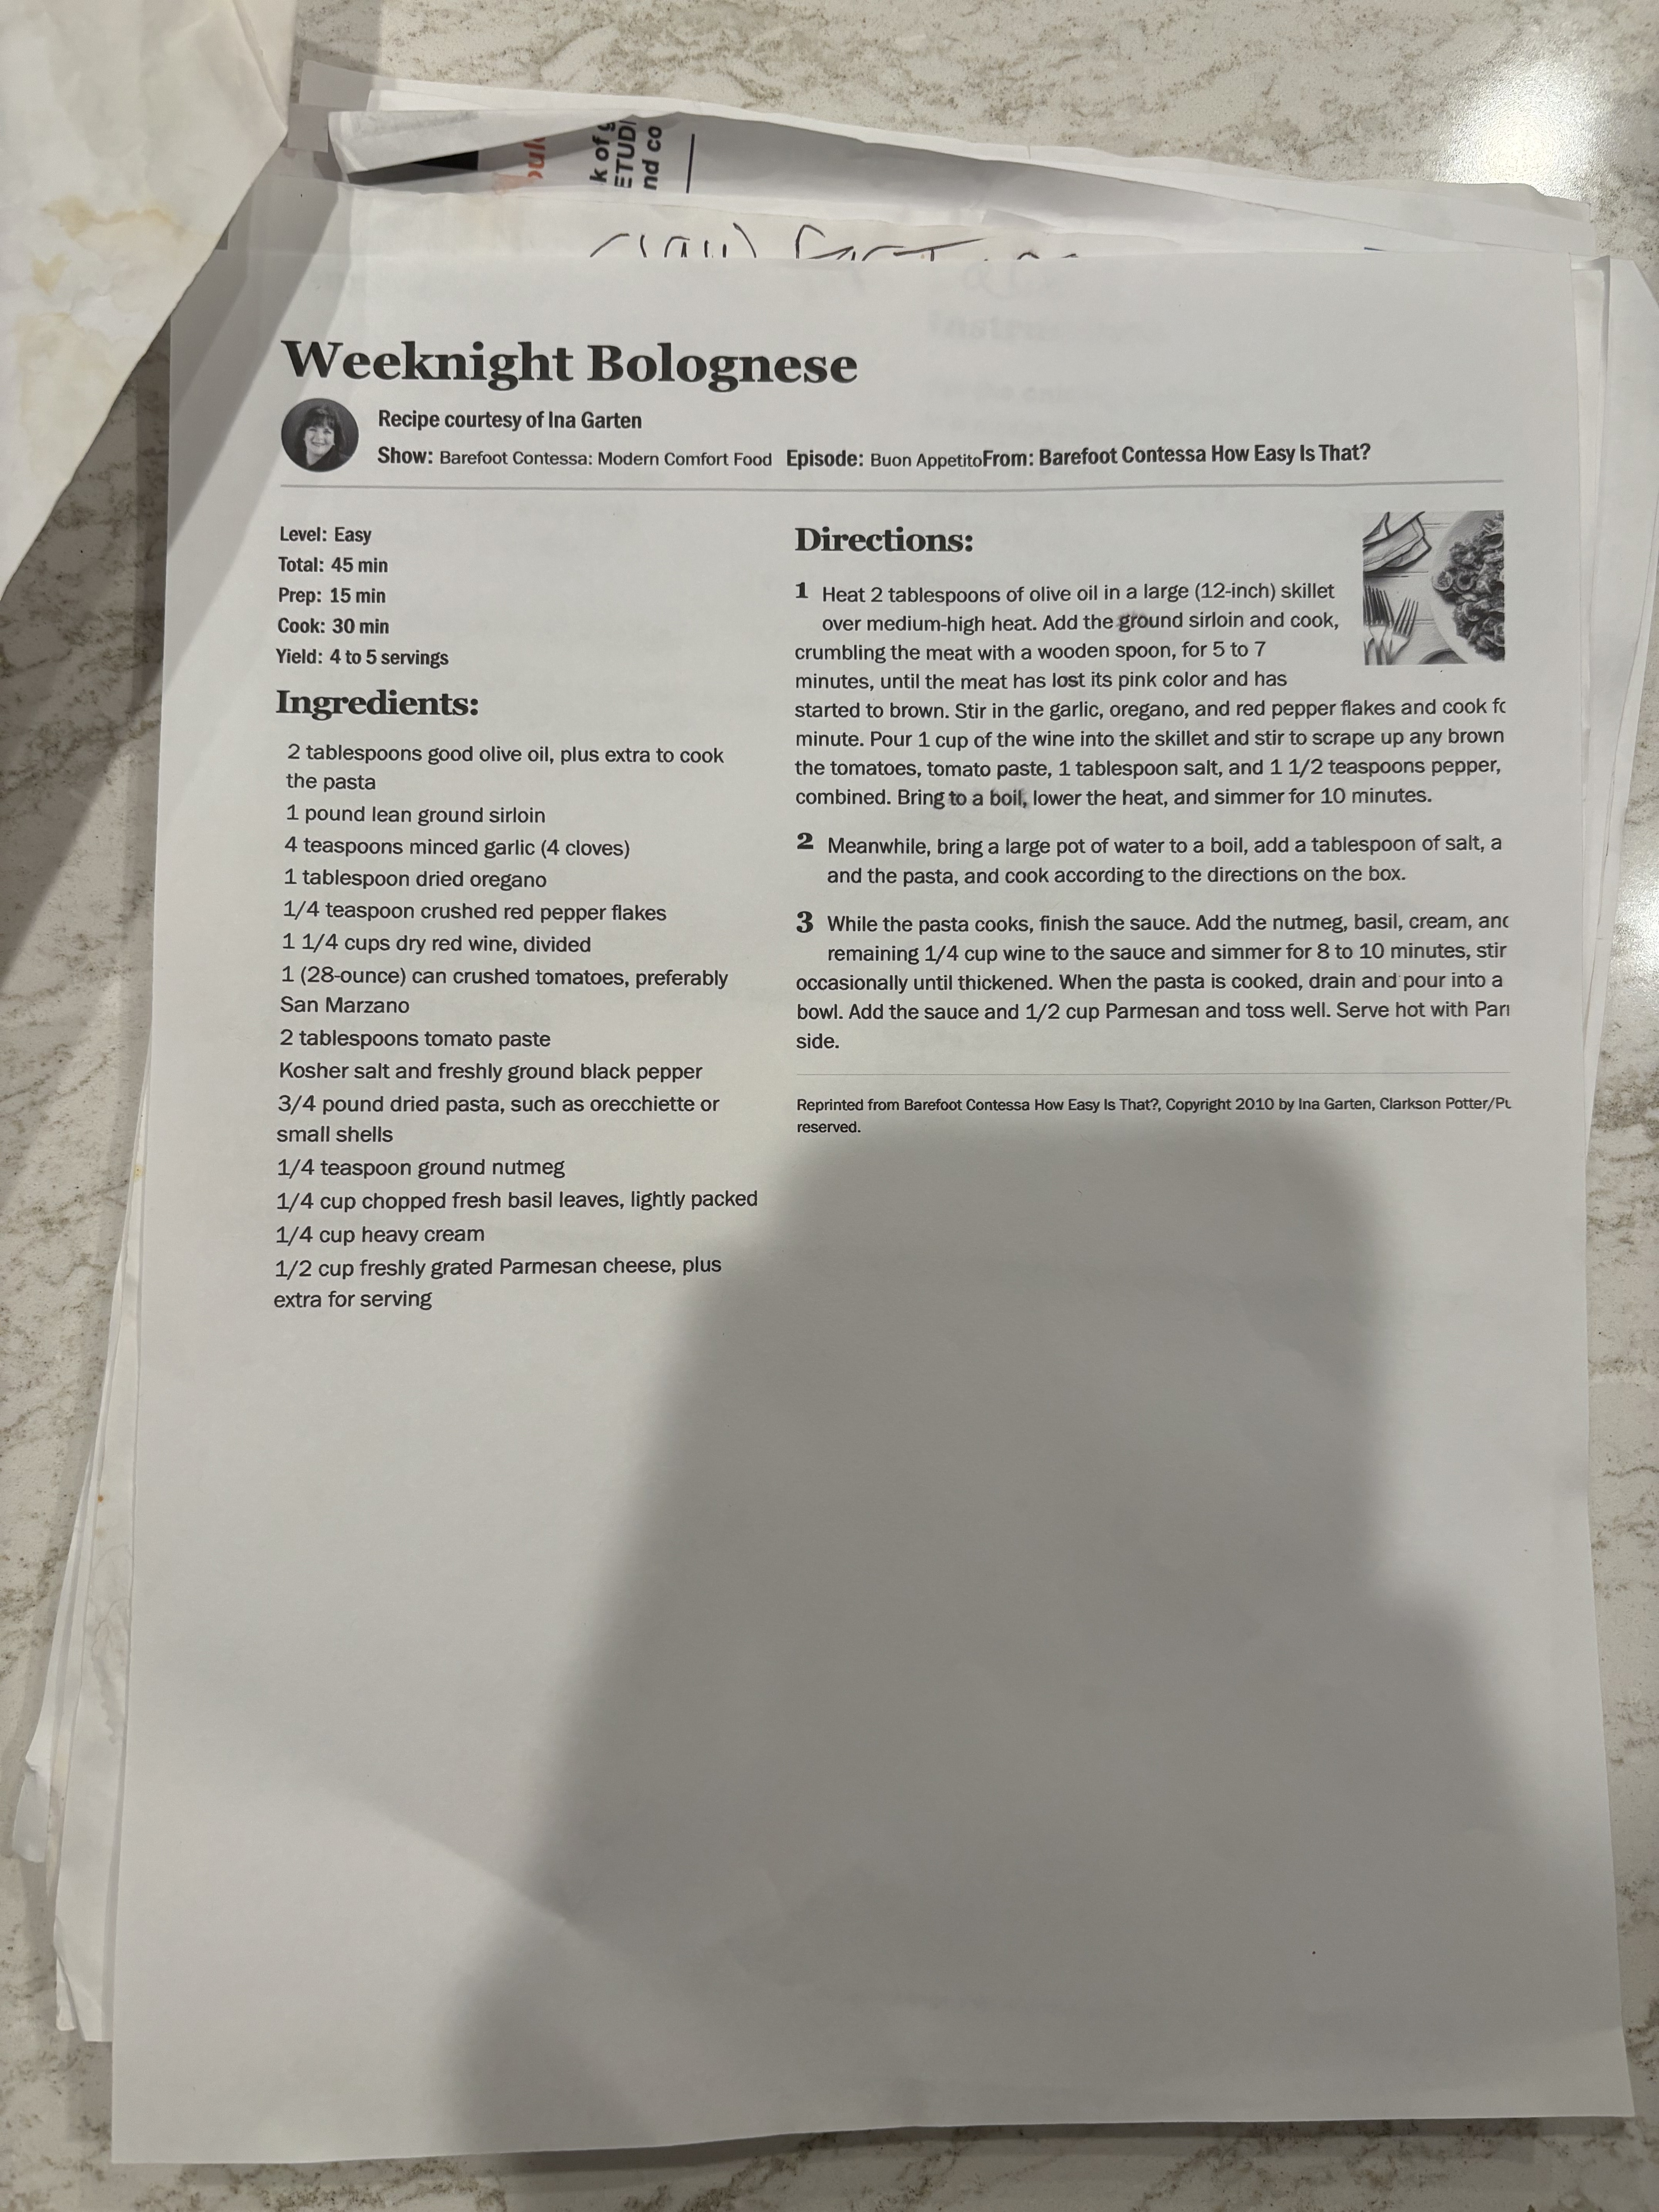 k of
ETUDI
nd co
Weeknight Bolognese
Recipe courtesy of Ina Garten
Show: Barefoot Contessa: Modern Comfort Food Episode: Buon AppetitoFrom: Barefoot Contessa How Easy Is That?
Level: Easy
Total: 45 min
Prep: 15 min
Cook: 30 min
Yield: 4 to 5 servings
Ingredients:
2 tablespoons good olive oil, plus extra to cook
the pasta
1 pound lean ground sirloin
4 teaspoons minced garlic (4 cloves)
1 tablespoon dried oregano
1/4 teaspoon crushed red pepper flakes
1 1/4 cups dry red wine, divided
1 (28-ounce) can crushed tomatoes, preferably
San Marzano
2 tablespoons tomato paste
Kosher salt and freshly ground black pepper
3/4 pound dried pasta, such as orecchiette or
small shells
1/4 teaspoon ground nutmeg
1/4 cup chopped fresh basil leaves, lightly packed
1/4 cup heavy cream
1/2 cup freshly grated Parmesan cheese, plus
extra for serving
Directions:
1 Heat 2 tablespoons of olive oil in a large (12-inch) skillet
over medium-high heat. Add the ground sirloin and cook,
crumbling the meat with a wooden spoon, for 5 to 7
minutes, until the meat has lost its pink color and has
started to brown. Stir in the garlic, oregano, and red pepper flakes and cook fo
minute. Pour 1 cup of the wine into the skillet and stir to scrape up any brown
the tomatoes, tomato paste, 1 tablespoon salt, and 1 1/2 teaspoons pepper,
combined. Bring to a boil, lower the heat, and simmer for 10 minutes.
2 Meanwhile, bring a large pot of water to a boil, add a tablespoon of salt, a
and the pasta, and cook according to the directions on the box.
3 While the pasta cooks, finish the sauce. Add the nutmeg, basil, cream, and
remaining 1/4 cup wine to the sauce and simmer for 8 to 10 minutes, stir
occasionally until thickened. When the pasta is cooked, drain and pour into a
bowl. Add the sauce and 1/2 cup Parmesan and toss well. Serve hot with Par
side.
Reprinted from Barefoot Contessa How Easy Is That?, Copyright 2010 by Ina Garten, Clarkson Potter/Pu
reserved.